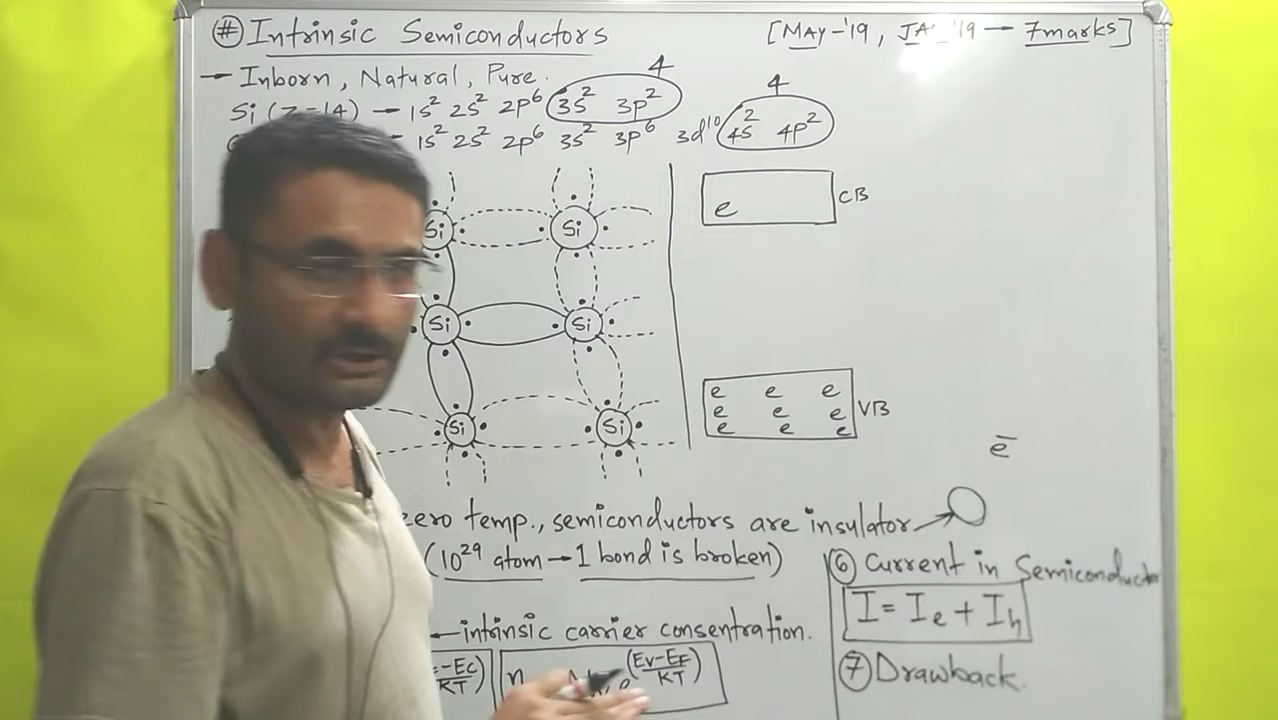 # Intrinsic Semiconductors [MAY-'19, JA '19 → 7marks]
→ Inborn, Natural, Pure.
4
4
Si (Z=14) → 1s² 2s² 2p⁶ 3s² 3p²
1s² 2s² 2p⁶ 3s² 3p⁶ 3d¹⁰ 4s² 4p²
Si Si
e CB
Si Si
e e e
e e e VB
e e e
Si Si
ē
zero temp., semiconductors are insulator
(10²⁹ atom → 1 bond is broken)
⑥ Current in Semiconductor
I = Ie + Ih
← intrinsic carrier consentration.
-EC) (Ev-EF)
KT KT
n e
⑦ Drawback